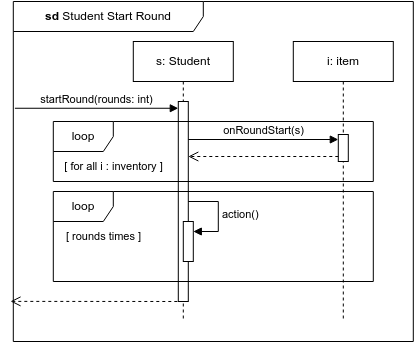 sd Student Start Round
s: Student
i: item
startRound(rounds: int)
loop
onRoundStart(s)
[ for all i : inventory ]
loop
action()
[ rounds times ]